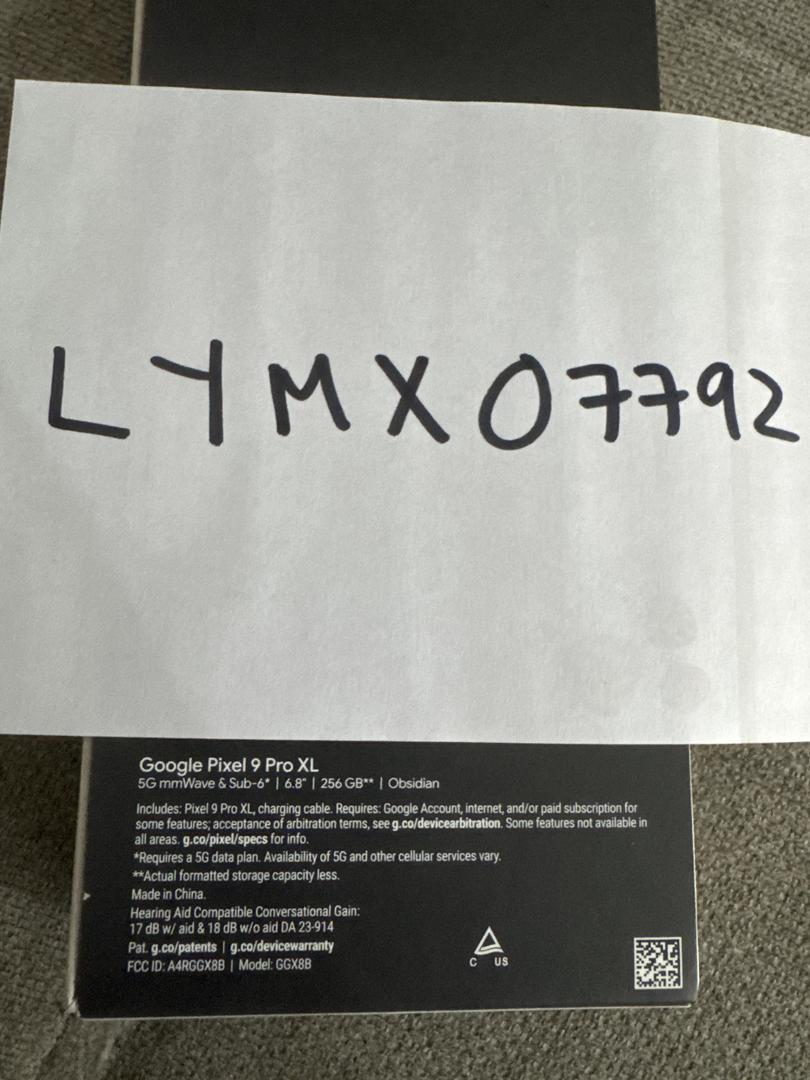 LYMX07792
Google Pixel 9 Pro XL
5G mmWave & Sub-6* | 6.8" | 256 GB** | Obsidian
Includes: Pixel 9 Pro XL, charging cable. Requires: Google Account, internet, and/or paid subscription for
some features; acceptance of arbitration terms, see g.co/devicearbitration. Some features not available in
all areas. g.co/pixel/specs for info.
*Requires a 5G data plan. Availability of 5G and other cellular services vary.
**Actual formatted storage capacity less.
Made in China.
Hearing Aid Compatible Conversational Gain:
17 dB w/ aid & 18 dB w/o aid DA 23-914
Pat. g.co/patents | g.co/devicewarranty
FCC ID: A4RGGX8B | Model: GGX8B
C US